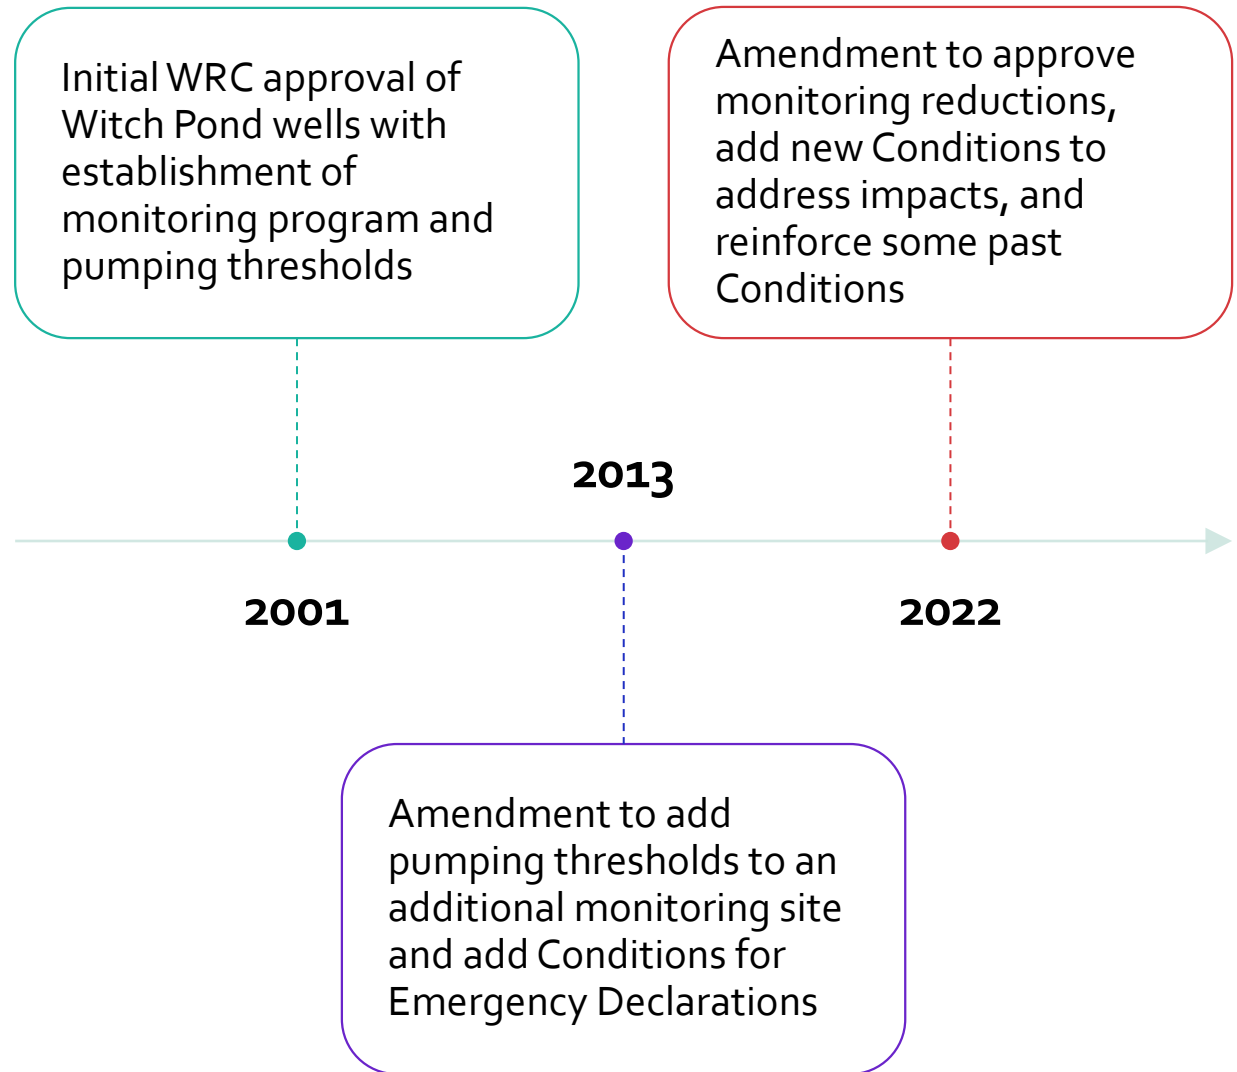 Initial WRC approval of
Witch Pond wells with
establishment of
monitoring program and
pumping thresholds
Amendment to approve
monitoring reductions,
add new Conditions to
address impacts, and
reinforce some past
Conditions
2013
2001
2022
Amendment to add
pumping thresholds to an
additional monitoring site
and add Conditions for
Emergency Declarations